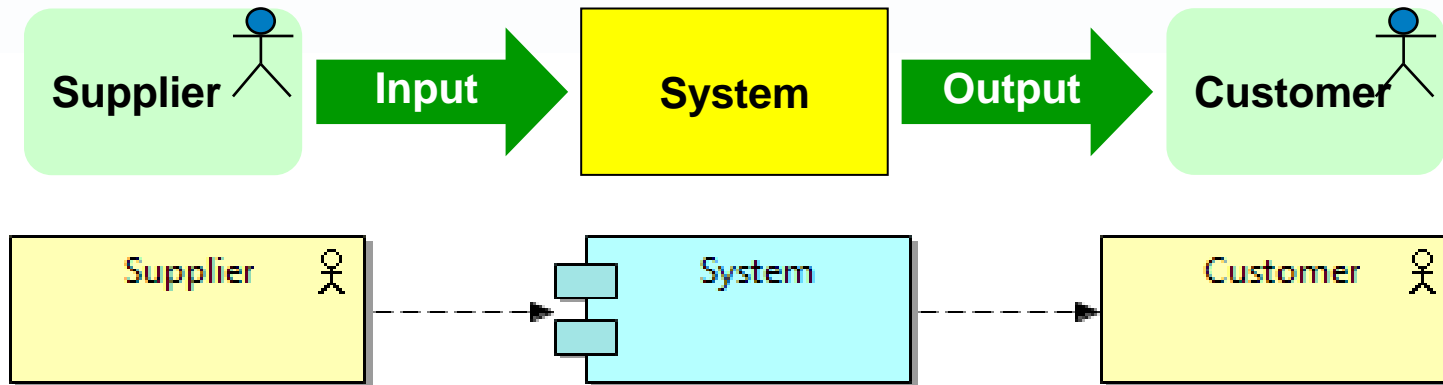 Supplier
Input
System
Output
Customer
Supplier
System
Customer